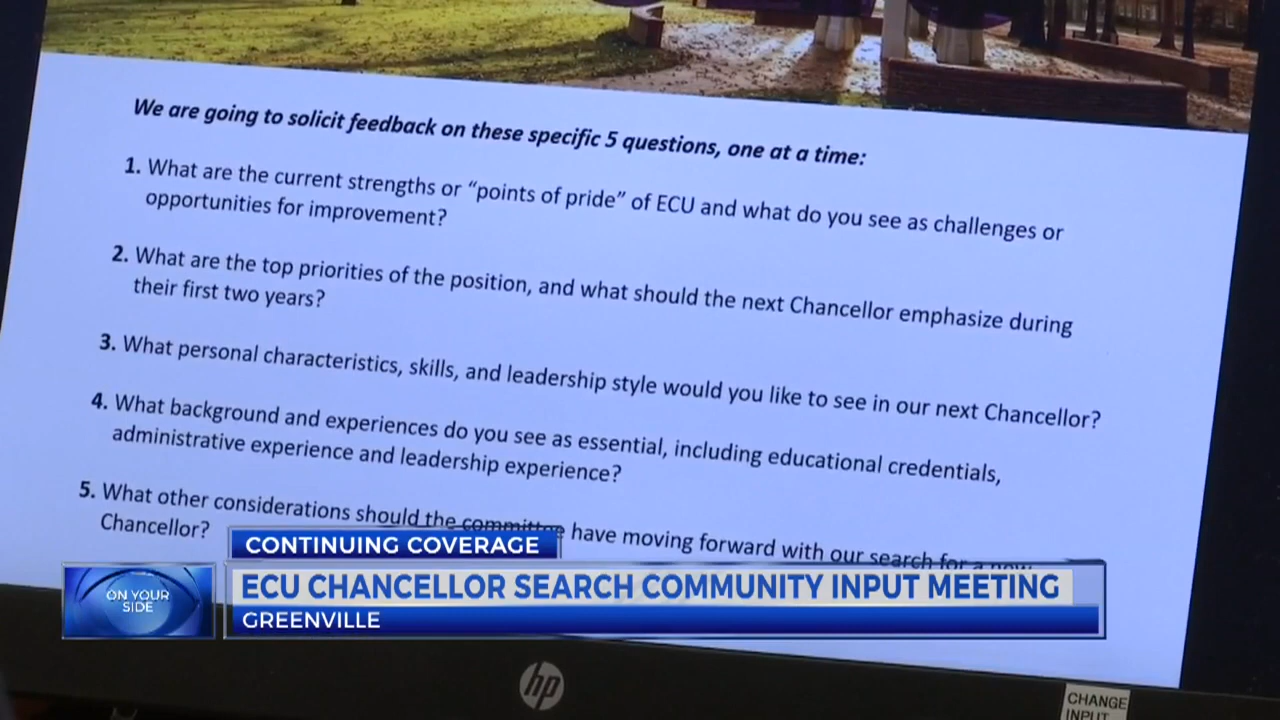 We are going to solicit feedback on these specific 5 questions, one at a time:
1. What are the current strengths or “points of pride” of ECU and what do you see as challenges or
opportunities for improvement?
2. What are the top priorities of the position, and what should the next Chancellor emphasize during
their first two years?
3. What personal characteristics, skills, and leadership style would you like to see in our next Chancellor?
4. What background and experiences do you see as essential, including educational credentials,
administrative experience and leadership experience?
5. What other considerations should the committee have moving forward with our search for a new
Chancellor?
CONTINUING COVERAGE
ON YOUR
SIDE
ECU CHANCELLOR SEARCH COMMUNITY INPUT MEETING
GREENVILLE
hp
CHANGE
INPUT